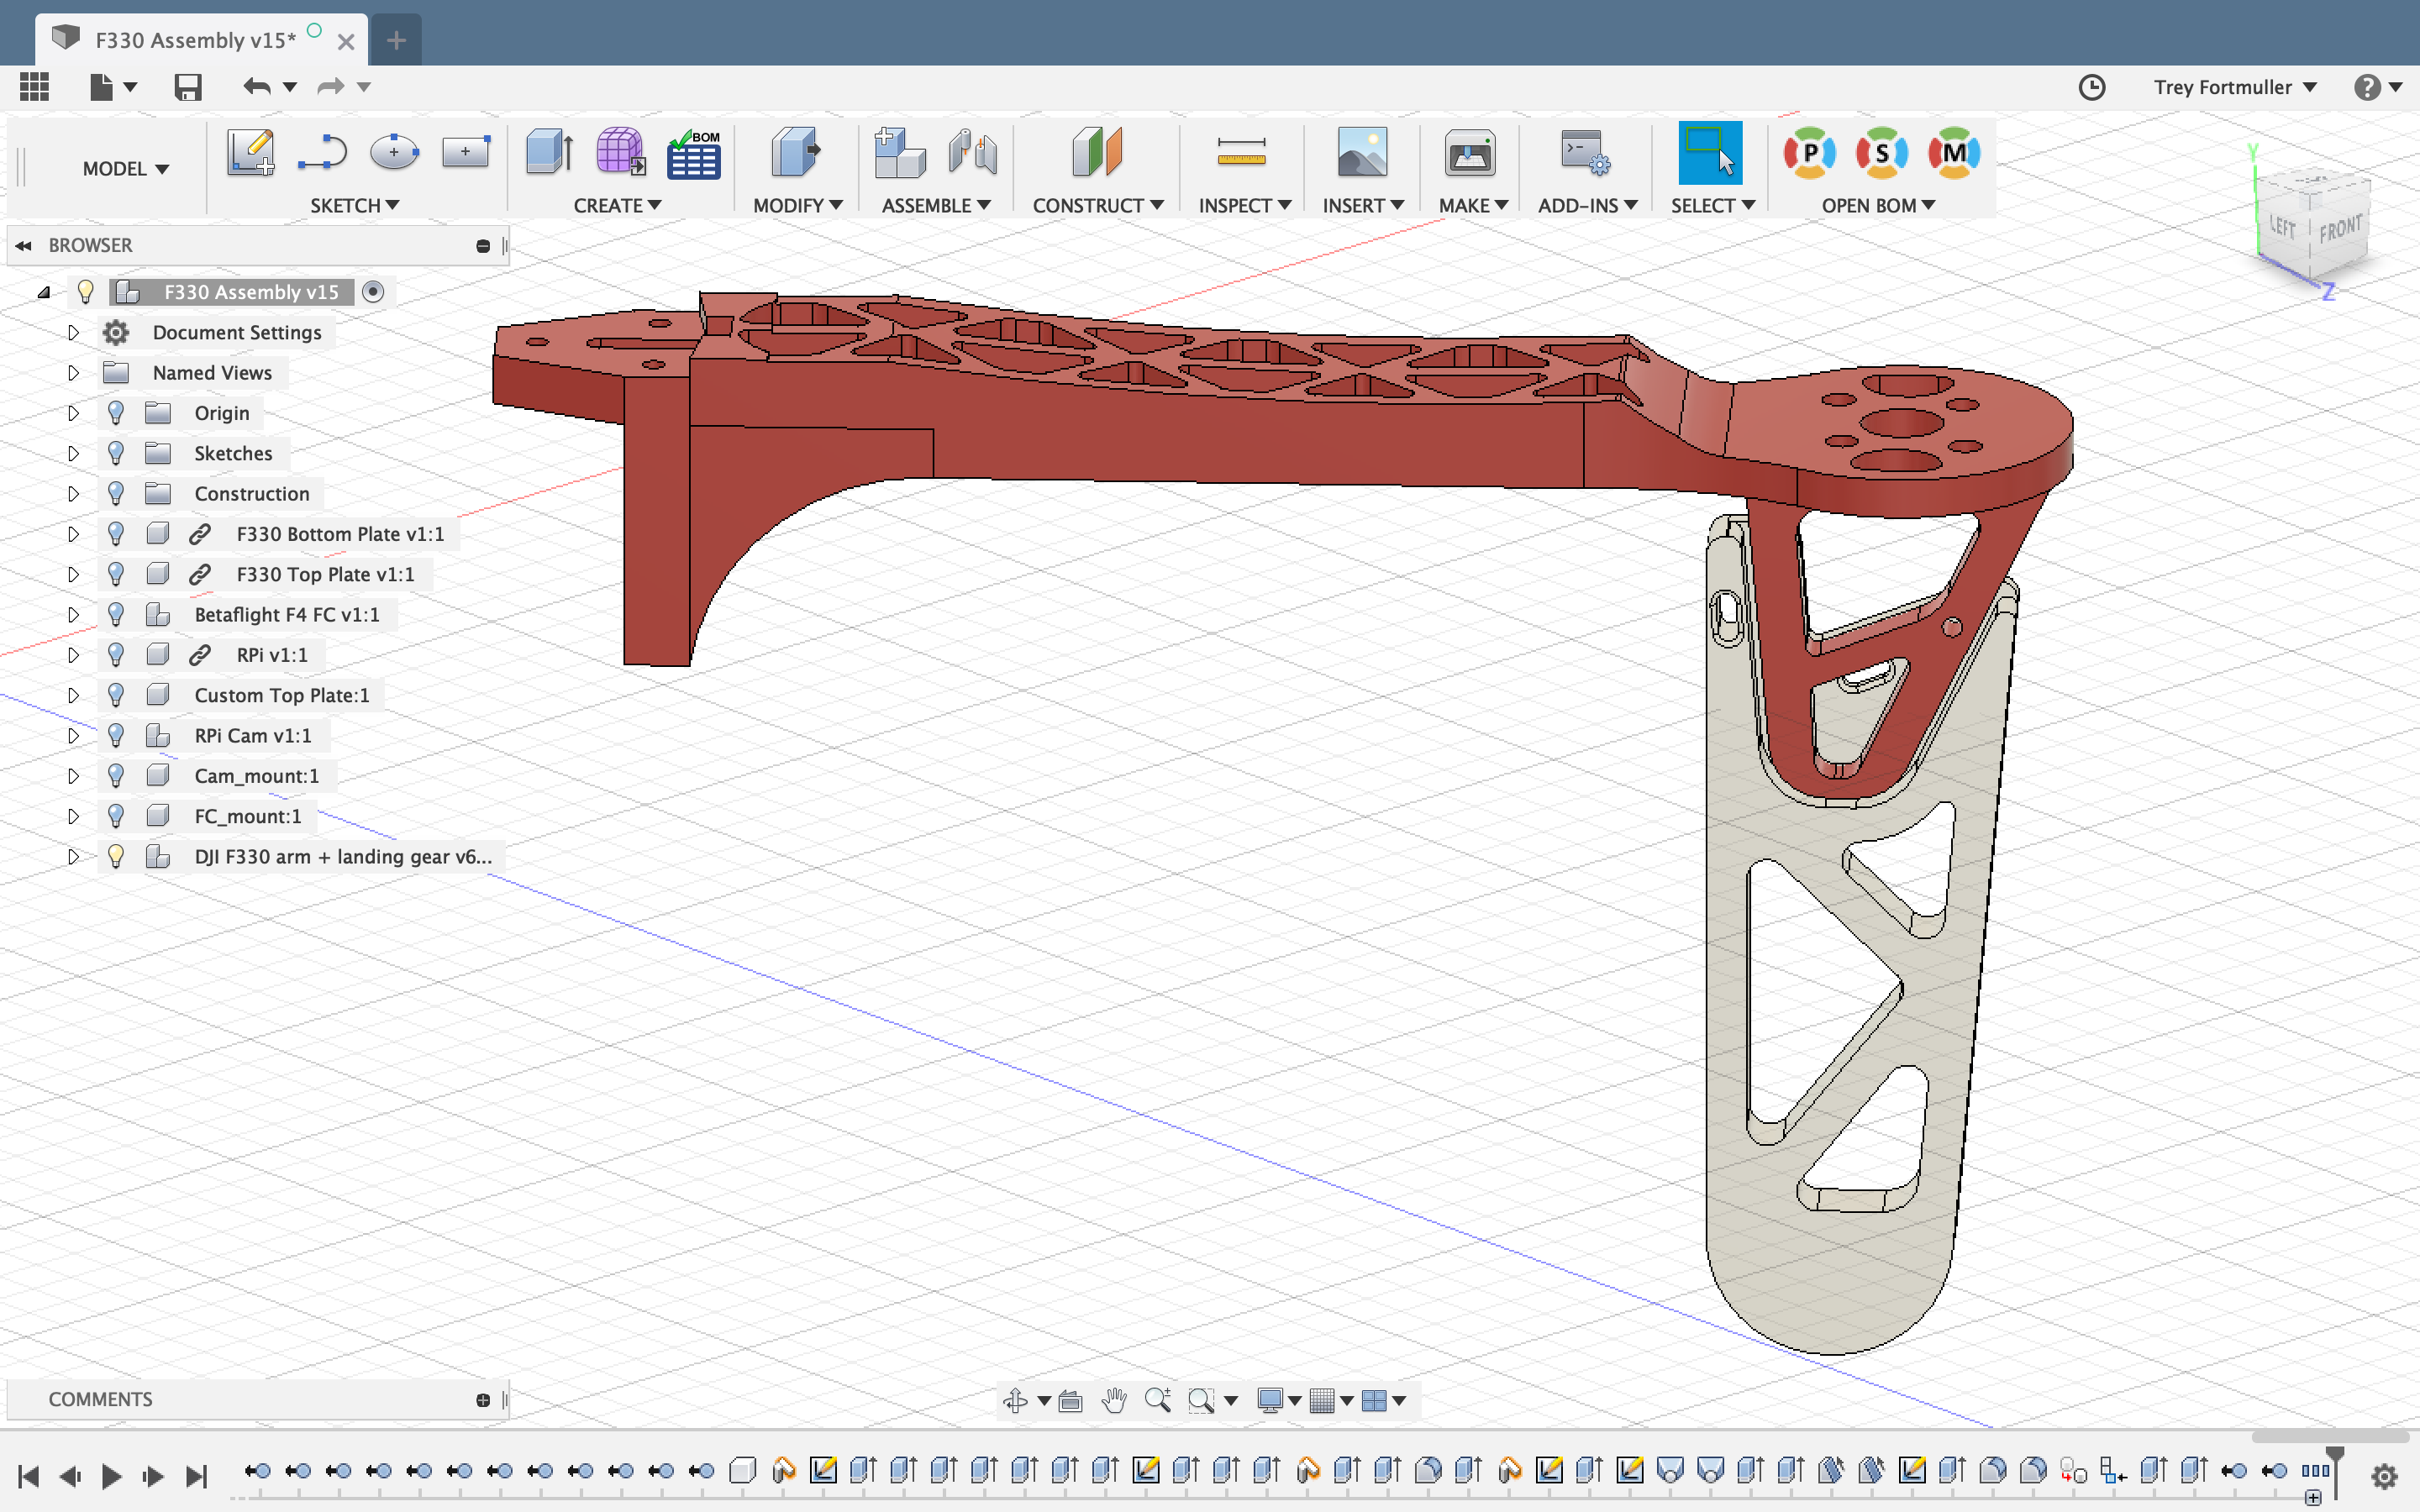 F330 Assembly v15*
Trey Fortmuller
MODEL
SKETCH
BOM
CREATE
MODIFY
ASSEMBLE
CONSTRUCT
INSPECT
INSERT
MAKE
ADD-INS
SELECT
P S M
OPEN BOM
Y
LEFT FRONT
Z
BROWSER
F330 Assembly v15
Document Settings
Named Views
Origin
Sketches
Construction
F330 Bottom Plate v1:1
F330 Top Plate v1:1
Betaflight F4 FC v1:1
RPi v1:1
Custom Top Plate:1
RPi Cam v1:1
Cam_mount:1
FC_mount:1
DJI F330 arm + landing gear v6...
COMMENTS